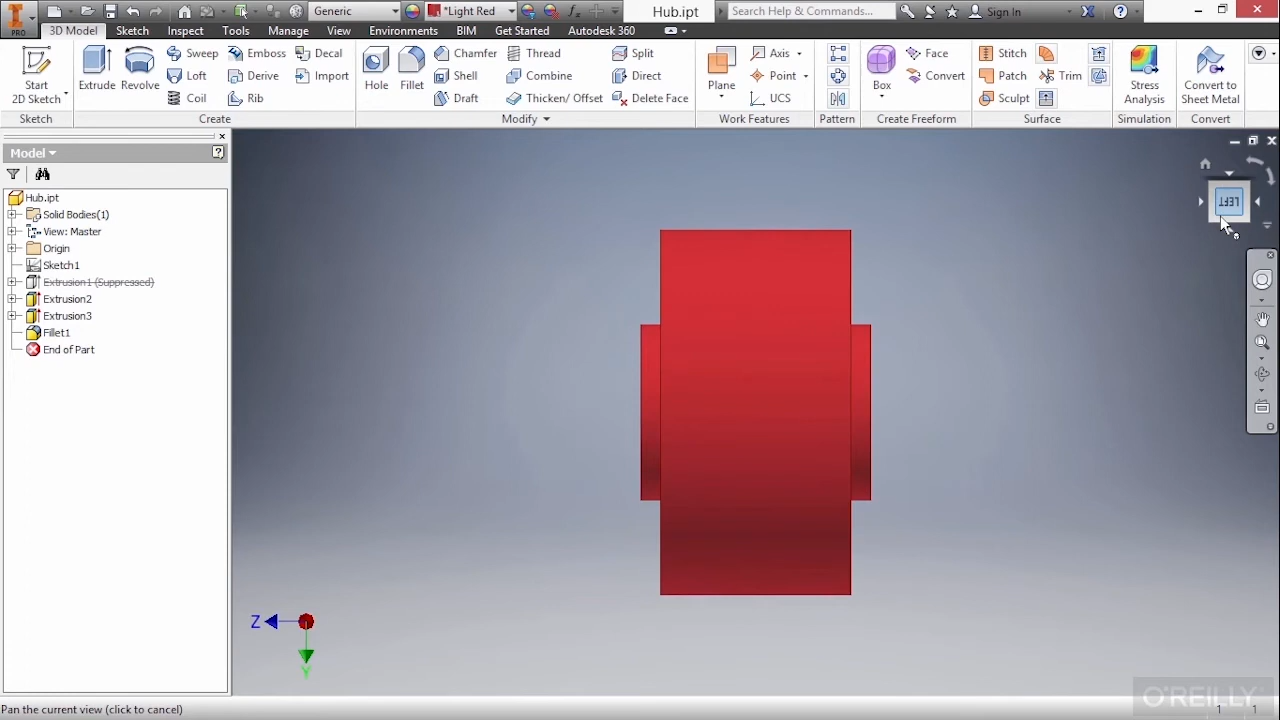 PRO
Generic
*Light Red
Hub.ipt
Search Help & Commands...
Sign In
3D Model Sketch Inspect Tools Manage View Environments BIM Get Started Autodesk 360
Start
2D Sketch
Sketch
Extrude
Revolve
Sweep
Loft
Coil
Emboss
Derive
Rib
Decal
Import
Create
Hole
Fillet
Chamfer
Shell
Draft
Thread
Combine
Thicken/ Offset
Split
Direct
Delete Face
Modify
Plane
Axis
Point
UCS
Work Features
Pattern
Box
Face
Convert
Create Freeform
Stitch
Patch
Sculpt
Trim
Surface
Stress
Analysis
Simulation
Convert to
Sheet Metal
Convert
Model
Hub.ipt
Solid Bodies(1)
View: Master
Origin
Sketch1
Extrusion1 (Suppressed)
Extrusion2
Extrusion3
Fillet1
End of Part
LEFT
Z
Y
O'REILLY
Pan the current view (click to cancel)
1 1